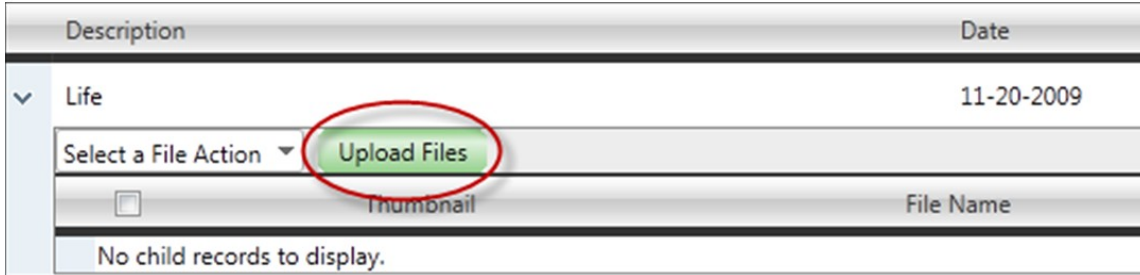 Description Date
Life 11-20-2009
Select a File Action Upload Files
Thumbnail File Name
No child records to display.